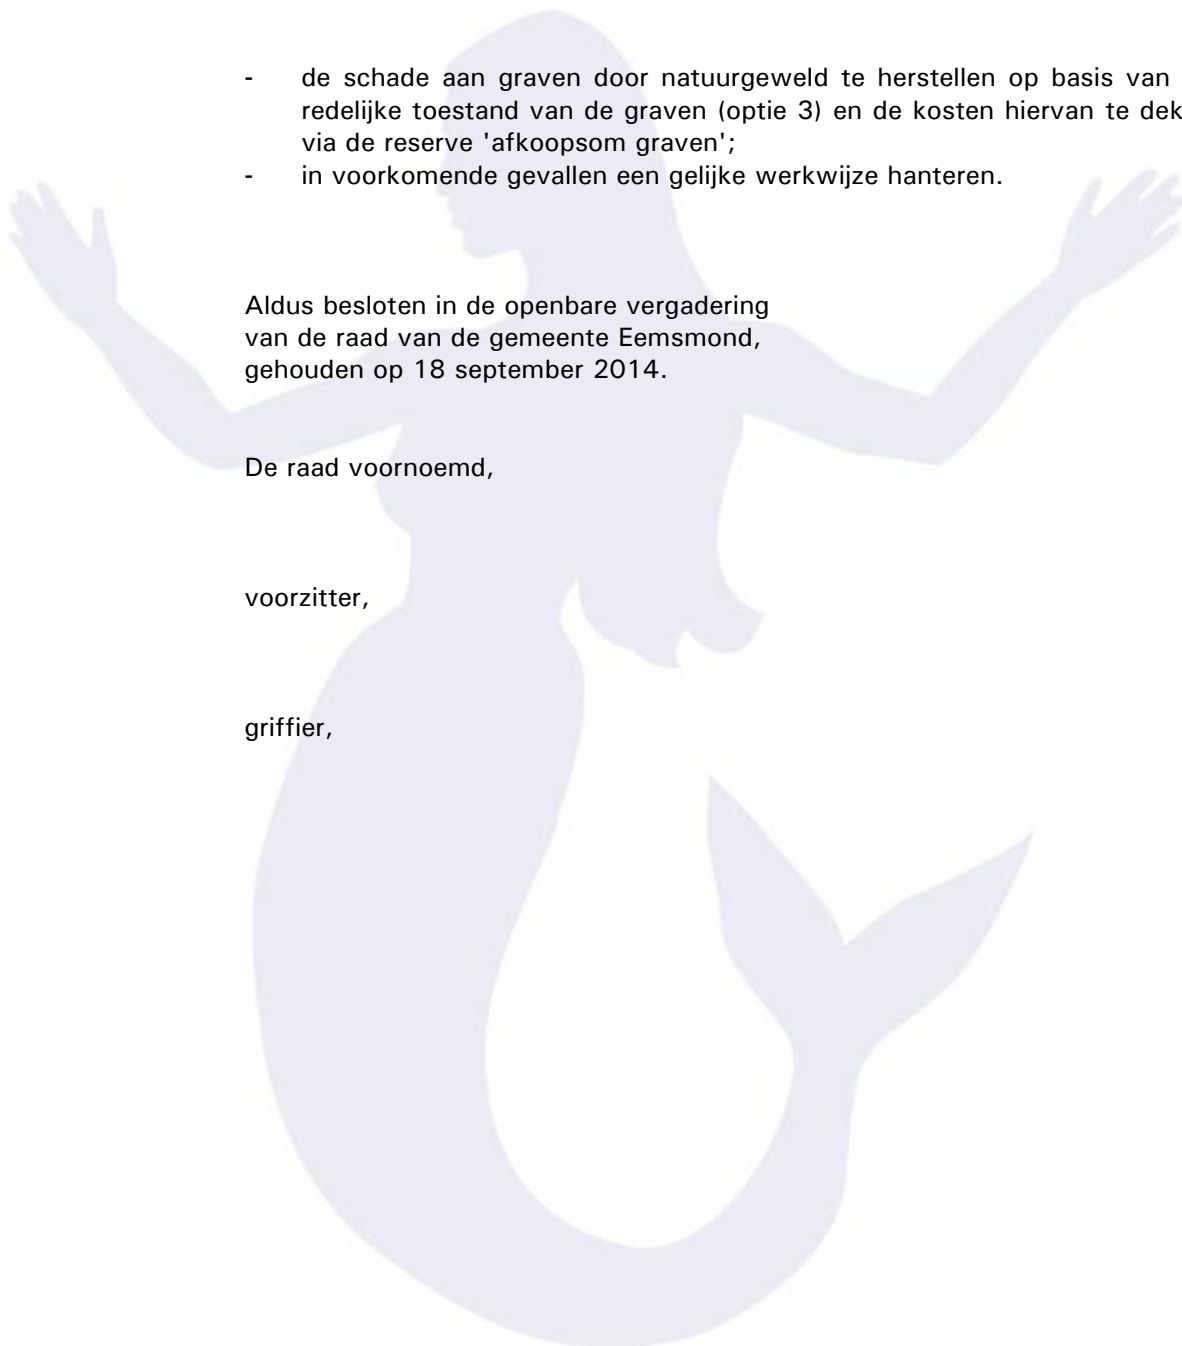 - de schade aan graven door natuurgeweld te herstellen op basis van
redelijke toestand van de graven (optie 3) en de kosten hiervan te dek
via de reserve 'afkoopsom graven';
- in voorkomende gevallen een gelijke werkwijze hanteren.
Aldus besloten in de openbare vergadering
van de raad van de gemeente Eemsmond,
gehouden op 18 september 2014.
De raad voornoemd,
voorzitter,
griffier,